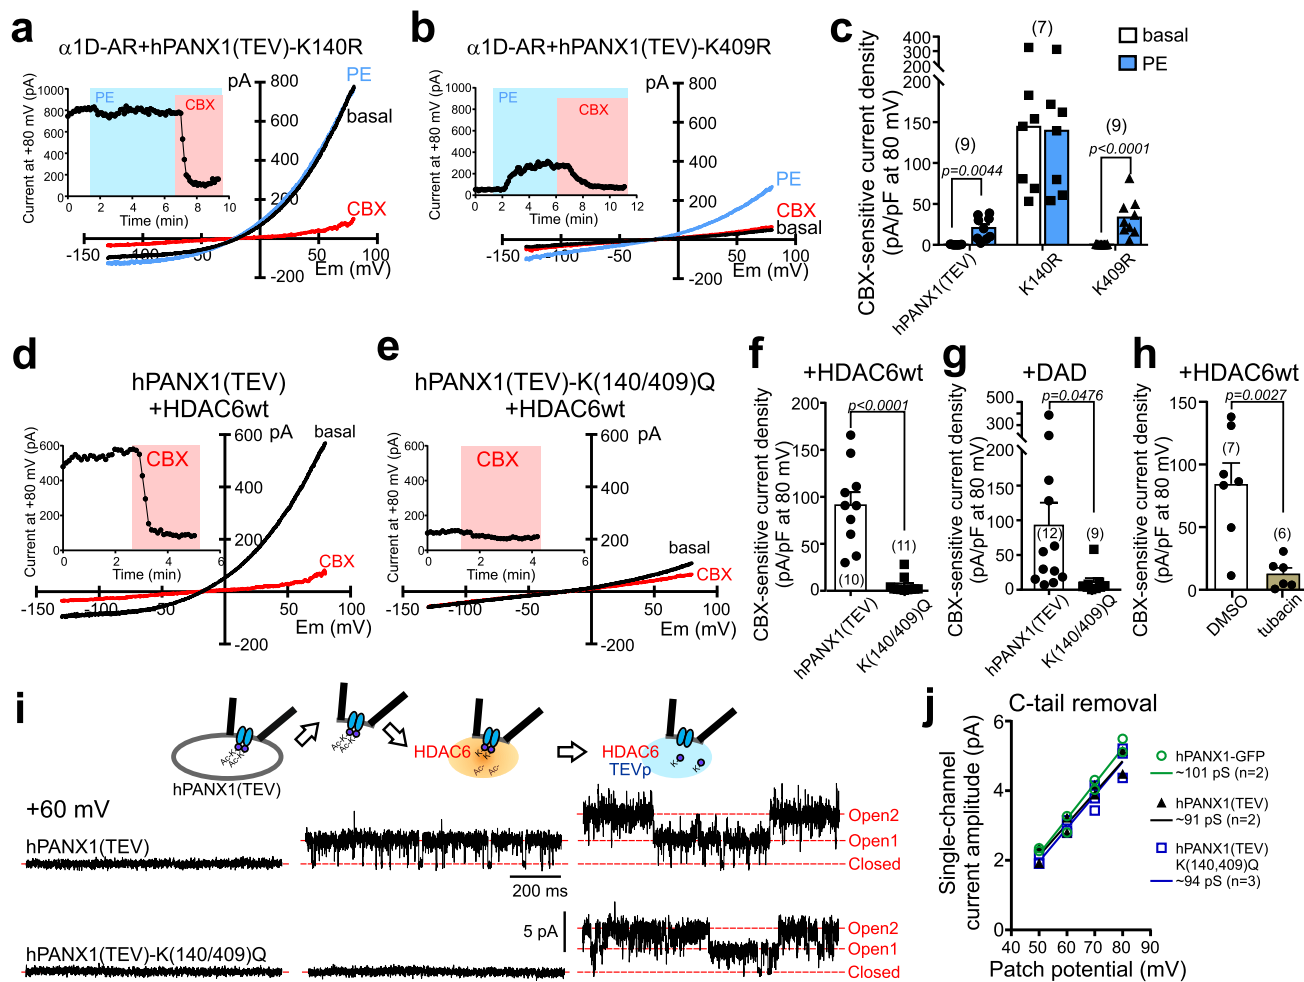 a
α1D-AR+hPANX1(TEV)-K140R
Current at +80 mV (pA)
1000
800
600
400
200
0
PE
CBX
0 2 4 6 8 10 12
Time (min)
pA
800
600
400
200
-200
-150 -100 -50 50 100
Em (mV)
PE
basal
CBX
b
α1D-AR+hPANX1(TEV)-K409R
Current at +80 mV (pA)
1000
800
600
400
200
0
PE
CBX
0 2 4 6 8 10 12
Time (min)
pA
800
600
400
200
-200
-150 -100 -50 50 100
Em (mV)
PE
CBX
basal
c
CBX-sensitive current density
(pA/pF at 80 mV)
400
300
200
200
150
100
50
0
(9)
p=0.0044
(7)
(9)
p<0.0001
basal
PE
hPANX1(TEV)
K140R
K409R
d
hPANX1(TEV)
+HDAC6wt
Current at +80 mV (pA)
600
400
200
0
CBX
0 2 4 6
Time (min)
600
400
200
-200
pA
basal
CBX
-150 -100 -50 50 100
Em (mV)
e
hPANX1(TEV)-K(140/409)Q
+HDAC6wt
Current at +80 mV (pA)
600
400
200
0
CBX
0 2 4 6
Time (min)
600
400
200
-200
pA
basal
CBX
-150 -100 -50 50 100
Em (mV)
f
+HDAC6wt
CBX-sensitive current density
(pA/pF at 80 mV)
200
150
100
50
0
p<0.0001
(10)
(11)
hPANX1(TEV)
K(140/409)Q
g
+DAD
CBX-sensitive current density
(pA/pF at 80 mV)
500
400
300
200
150
100
50
0
p=0.0476
(12)
(9)
hPANX1(TEV)
K(140/409)Q
h
+HDAC6wt
CBX-sensitive current density
(pA/pF at 80 mV)
150
100
50
0
p=0.0027
(7)
(6)
DMSO
tubacin
i
Ac-K
Ac-K
hPANX1(TEV)
Ac-K
Ac-K
HDAC6
K
K
Ac-
Ac-
HDAC6
TEVp
K
K
+60 mV
hPANX1(TEV)
Open2
Open1
Closed
200 ms
5 pA
hPANX1(TEV)-K(140/409)Q
Open2
Open1
Closed
j
C-tail removal
Single-channel
current amplitude (pA)
6
4
2
0
40 50 60 70 80 90
Patch potential (mV)
hPANX1-GFP
~101 pS (n=2)
hPANX1(TEV)
~91 pS (n=2)
hPANX1(TEV)
K(140,409)Q
~94 pS (n=3)